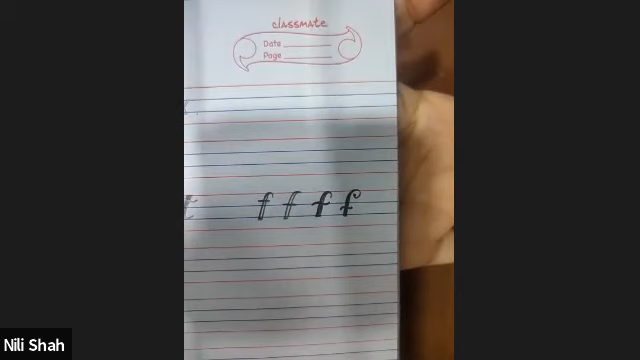 classmate
Date
Page
t f f f f
Nili Shah